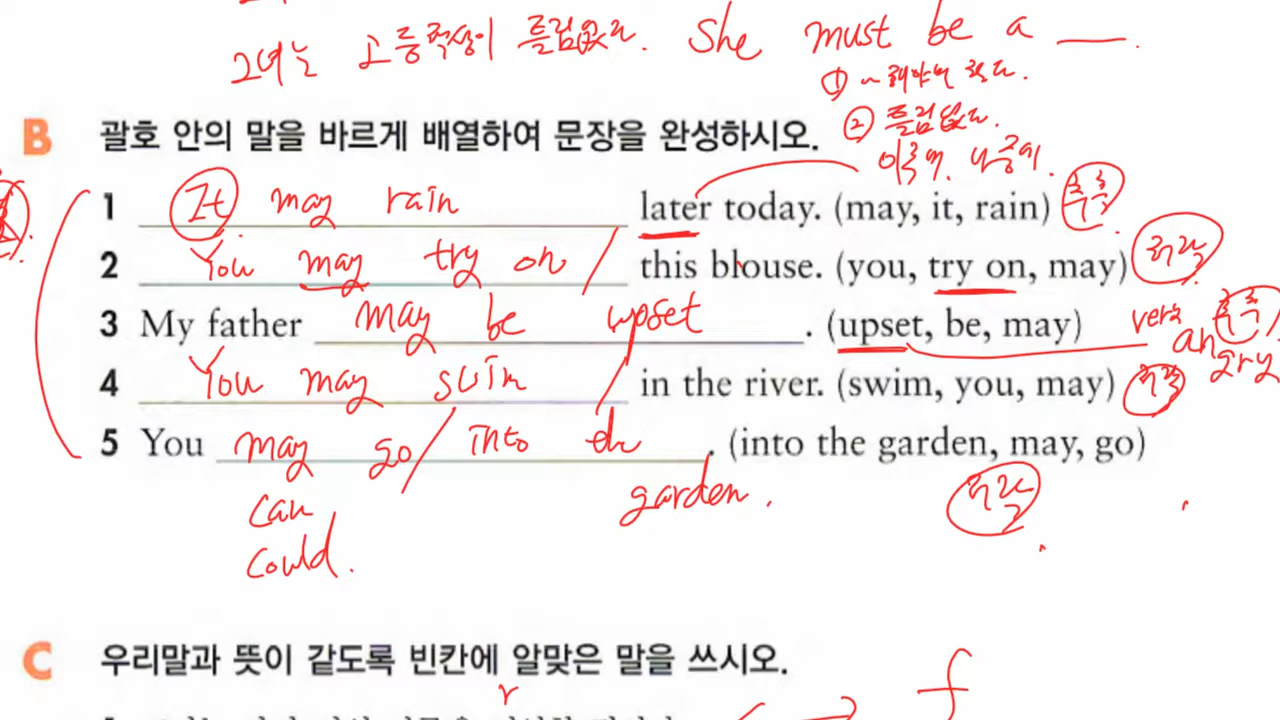 그녀는 고등학생이 틀림없다. She must be a ___.
① ~해야만 한다.
② 틀림없다.
B 괄호 안의 말을 바르게 배열하여 문장을 완성하시오.
이후에, 나중에.
1 It may rain later today. (may, it, rain) 추측.
2 You may try on / this blouse. (you, try on, may) 허락.
3 My father may be upset. (upset, be, may) very angry 추측
4 You may swim / in the river. (swim, you, may) 허락
5 You may go / into the garden. (into the garden, may, go)
허락
can
could.
C 우리말과 뜻이 같도록 빈칸에 알맞은 말을 쓰시오.
r
f